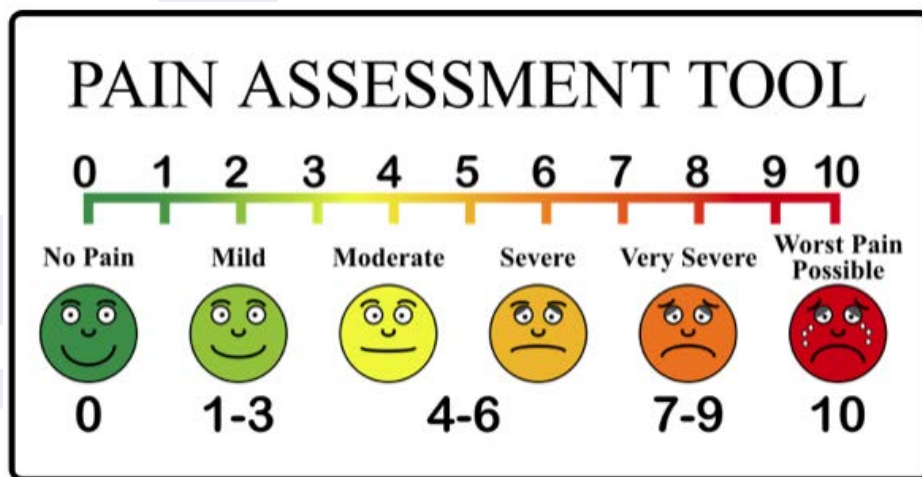 PAIN ASSESSMENT TOOL
0 1 2 3 4 5 6 7 8 9 10
No Pain Mild Moderate Severe Very Severe Worst Pain
Possible
0 1-3 4-6 7-9 10